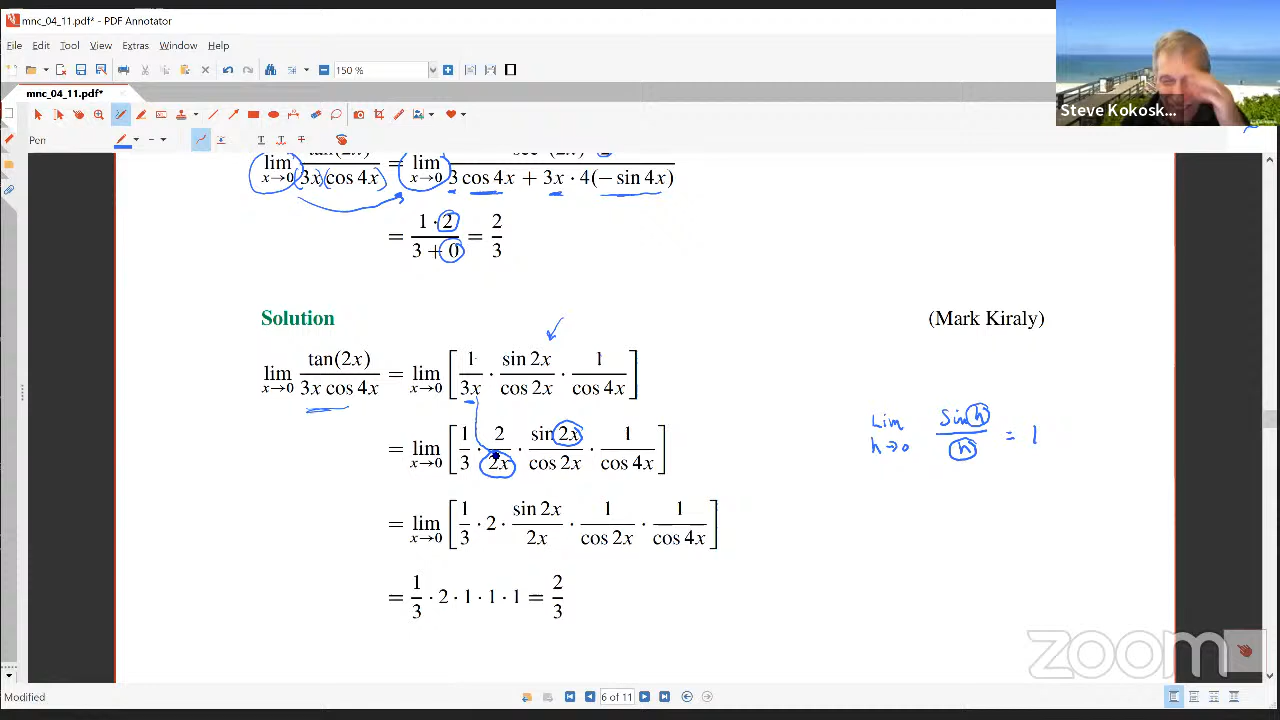 mnc_04_11.pdf* - PDF Annotator
File Edit Tool View Extras Window Help
150 %
mnc_04_11.pdf*
Pen
Steve Kokosk...
lim x→0 tan(2x) / (3x)(cos 4x) = lim x→0 / 3 cos 4x + 3x · 4(− sin 4x)
= 1 · 2 / 3 + 0 = 2/3
Solution (Mark Kiraly)
lim x→0 tan(2x) / 3x cos 4x = lim x→0 [ 1/3x · sin 2x / cos 2x · 1 / cos 4x ]
= lim x→0 [ 1/3 · 2/2x · sin 2x / cos 2x · 1 / cos 4x ]
Lim h→0 Sin h / h = 1
= lim x→0 [ 1/3 · 2 · sin 2x / 2x · 1 / cos 2x · 1 / cos 4x ]
= 1/3 · 2 · 1 · 1 · 1 = 2/3
zoom
Modified
6 of 11